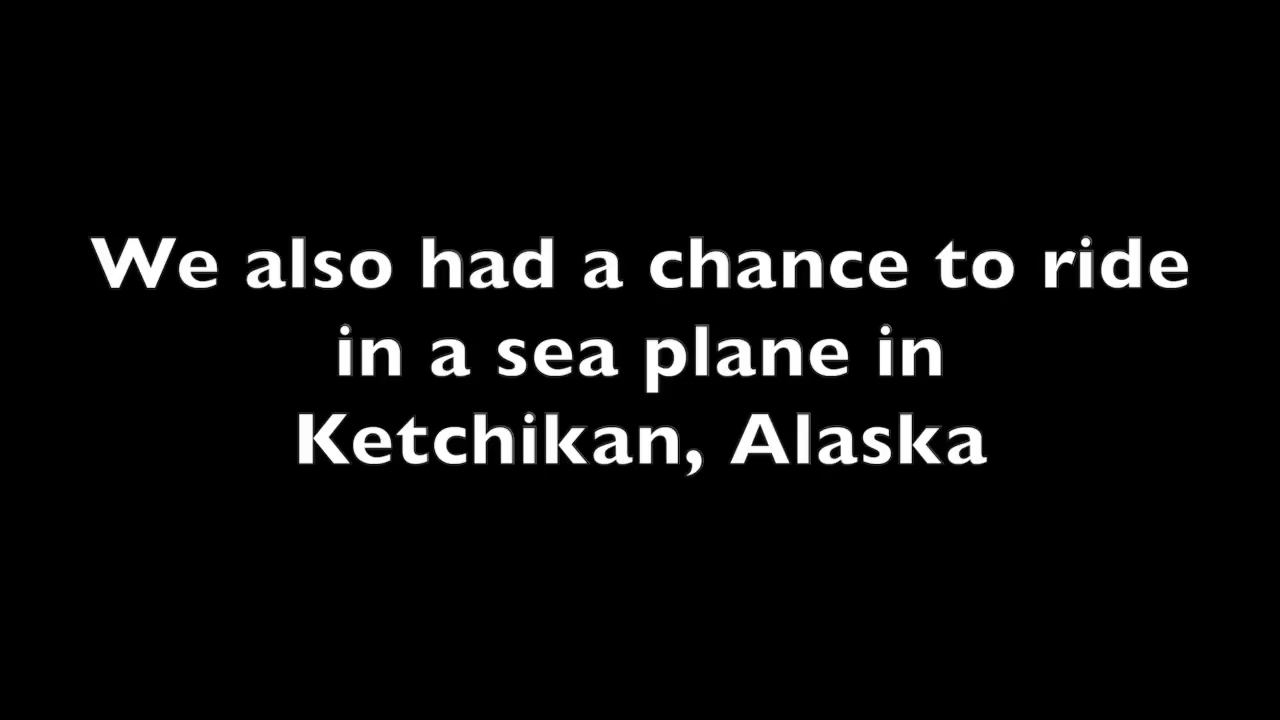 We also had a chance to ride
in a sea plane in
Ketchikan, Alaska